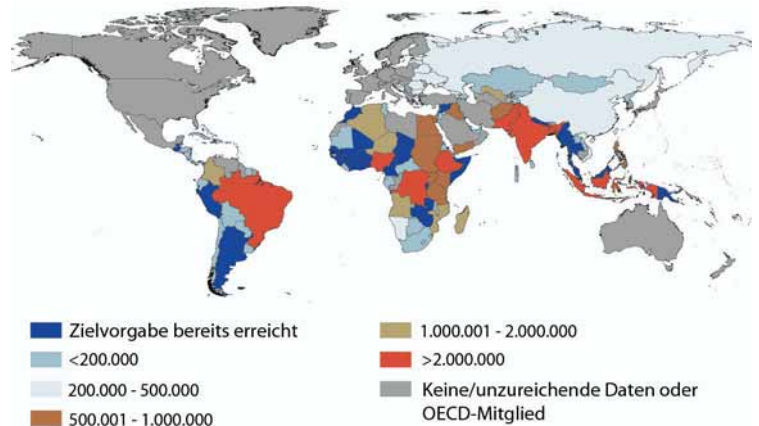 Zielvorgabe bereits erreicht
<200.000
200.000 - 500.000
500.001 - 1.000.000
1.000.001 - 2.000.000
>2.000.000
Keine/unzureichende Daten oder
OECD-Mitglied